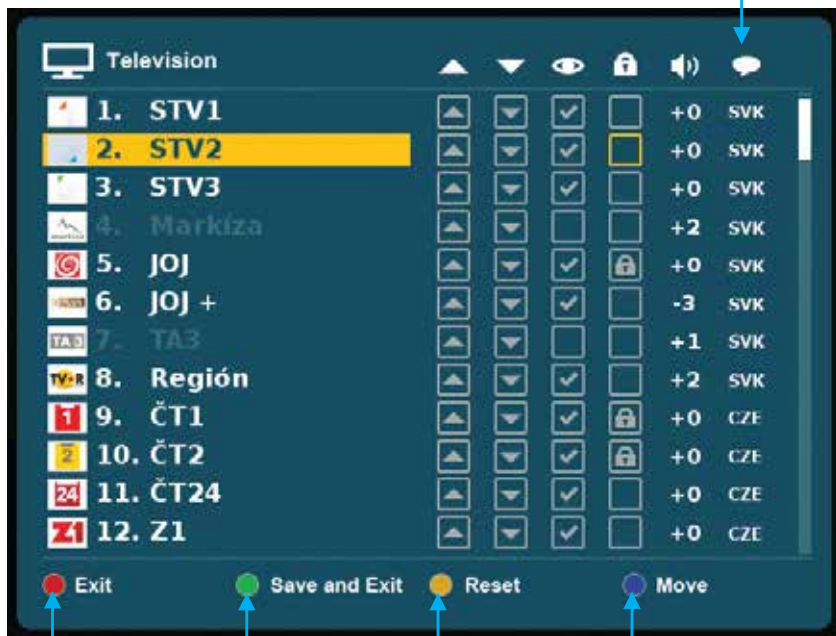 Television
1. STV1 +0 SVK
2. STV2 +0 SVK
3. STV3 +0 SVK
4. Markíza +2 SVK
5. JOJ +0 SVK
6. JOJ + -3 SVK
TA3 7. TA3 +1 SVK
TV·R 8. Región +2 SVK
1 9. ČT1 +0 CZE
2 10. ČT2 +0 CZE
24 11. ČT24 +0 CZE
Z1 12. Z1 +0 CZE
Exit Save and Exit Reset Move